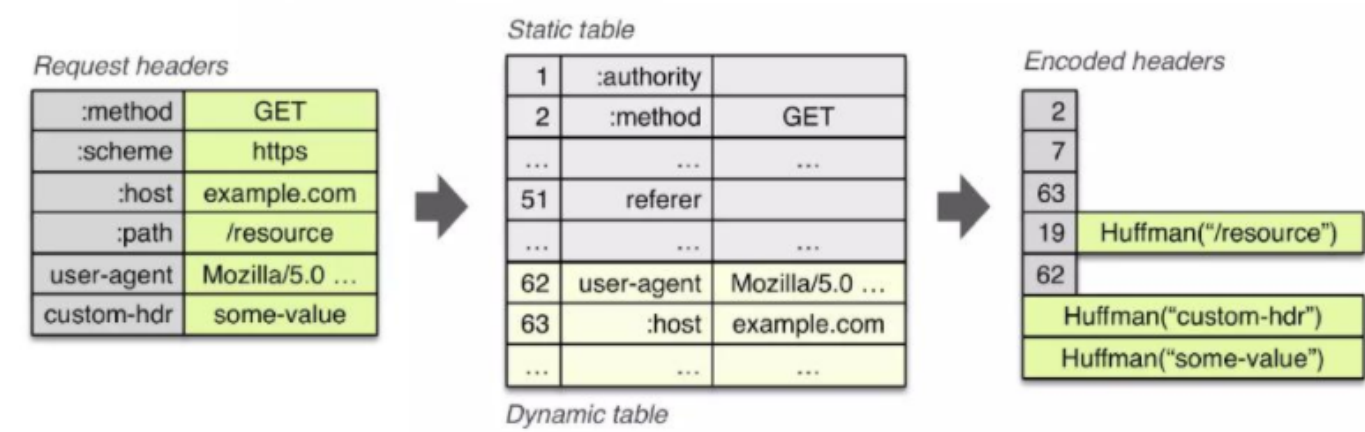 Request headers
:method GET
:scheme https
:host example.com
:path /resource
user-agent Mozilla/5.0 ...
custom-hdr some-value
Static table
1 :authority
2 :method GET
... ... ...
51 referer
... ... ...
62 user-agent Mozilla/5.0 ...
63 :host example.com
... ... ...
Dynamic table
Encoded headers
2
7
63
19 Huffman(“/resource”)
62
Huffman(“custom-hdr”)
Huffman(“some-value”)